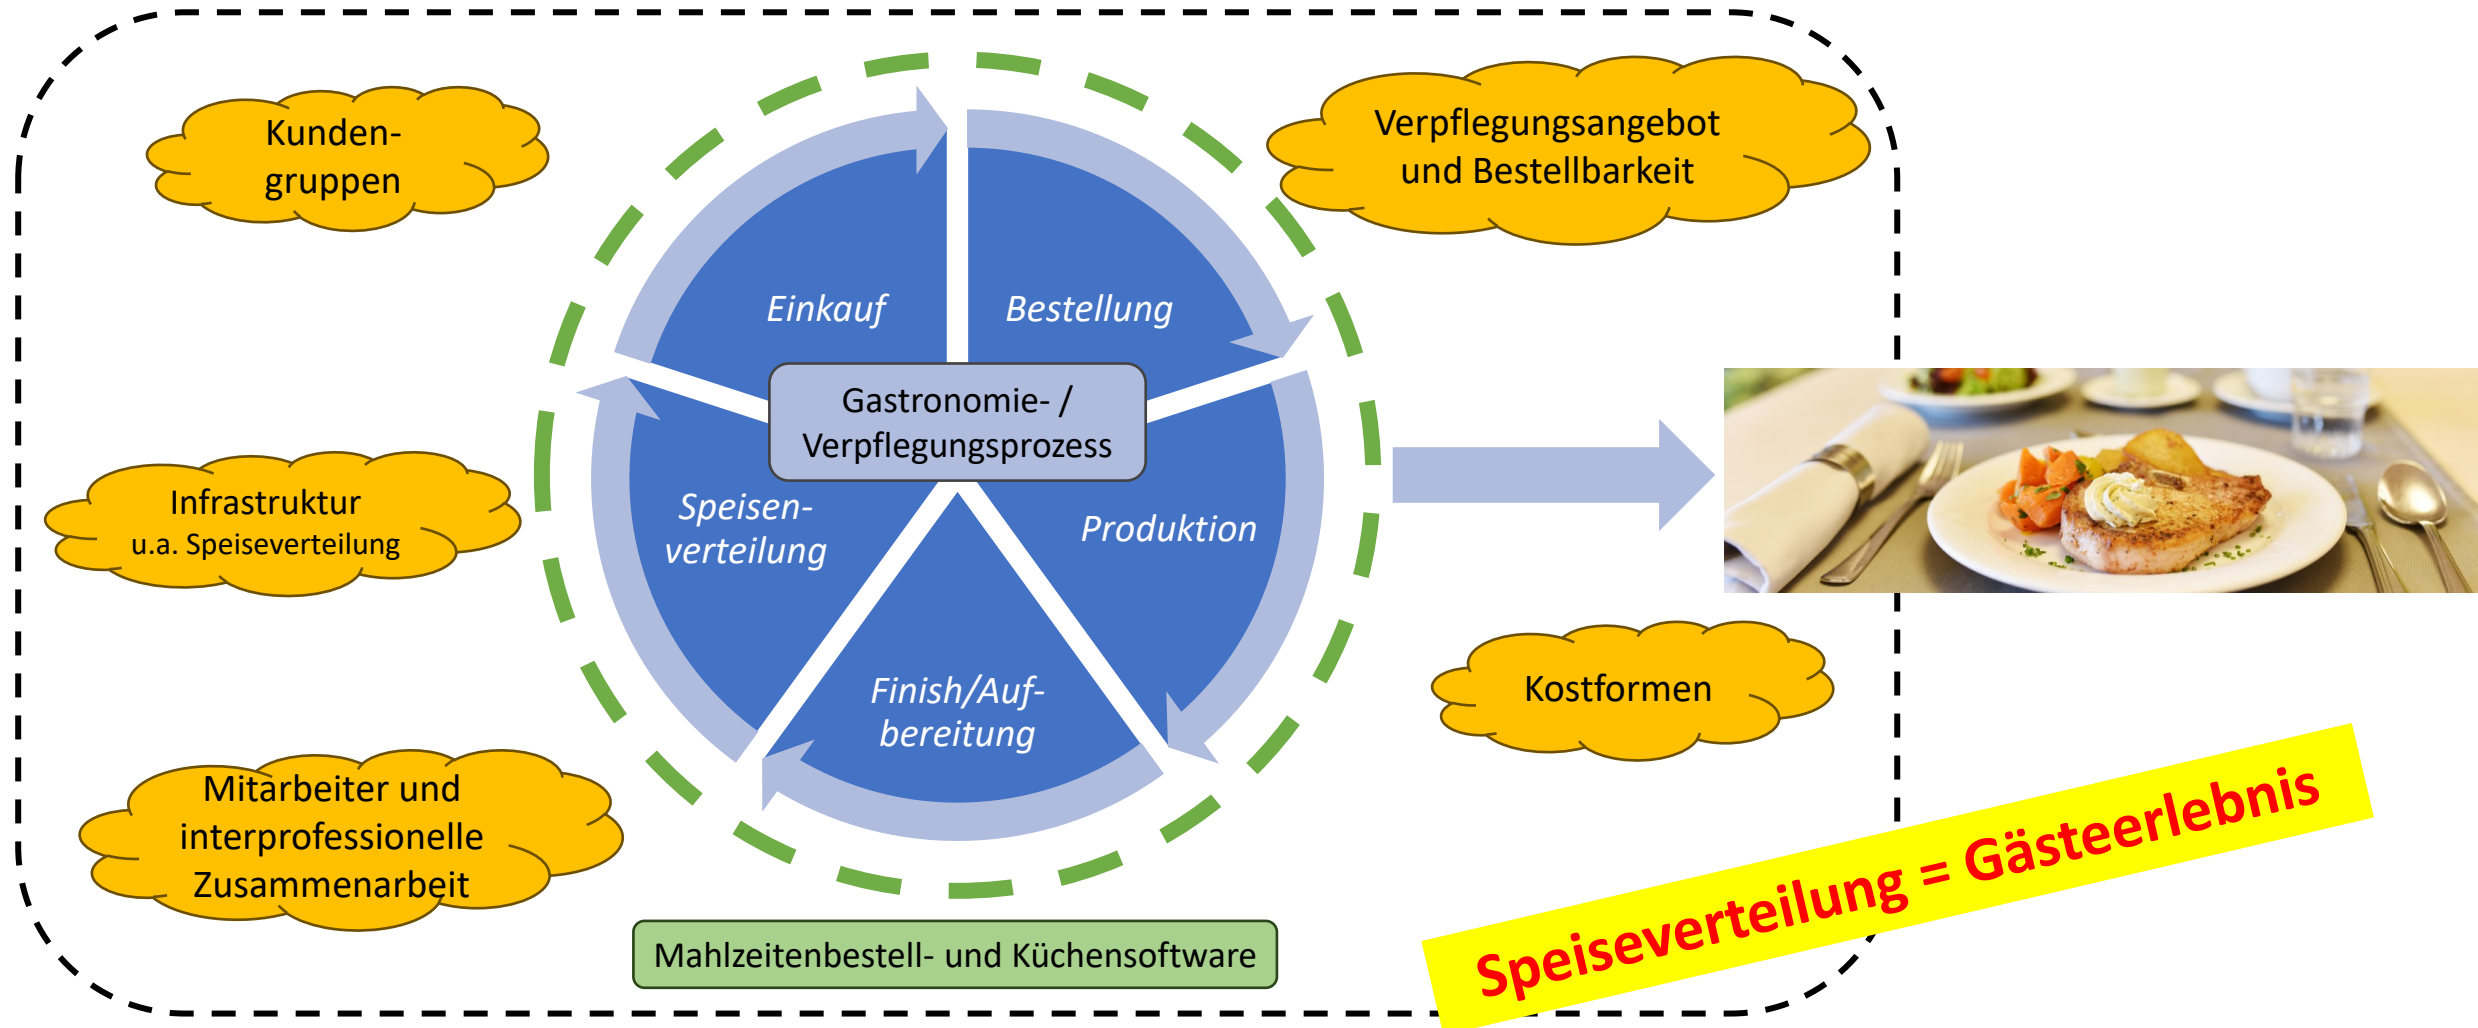 Kunden-
gruppen
Verpflegungsangebot
und Bestellbarkeit
Einkauf
Bestellung
Gastronomie- /
Verpflegungsprozess
Infrastruktur
u.a. Speiseverteilung
Speisen-
verteilung
Produktion
Finish/Auf-
bereitung
Kostformen
Mitarbeiter und
interprofessionelle
Zusammenarbeit
Mahlzeitenbestell- und Küchensoftware
Speiseverteilung = Gästeerlebnis